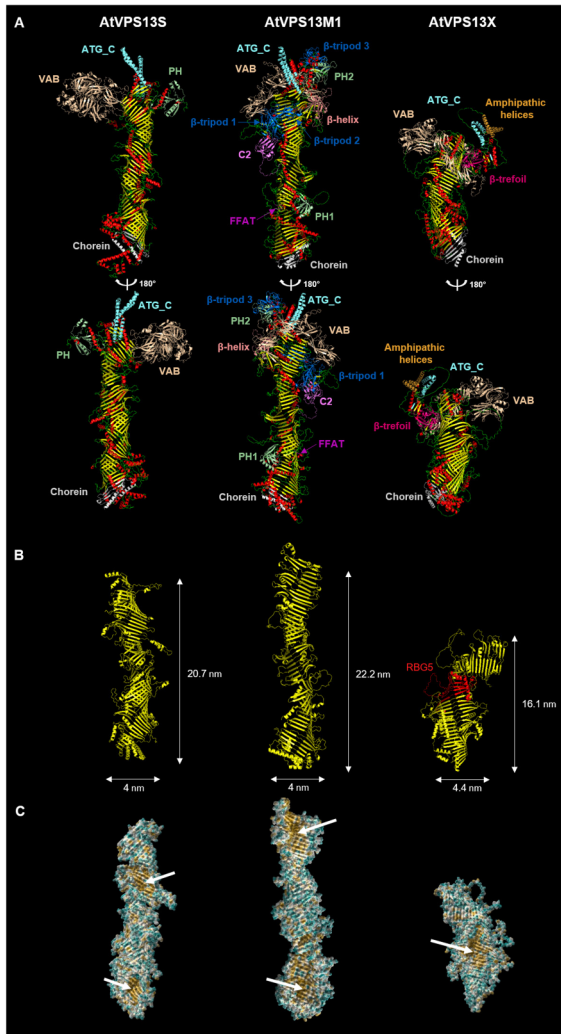 AtVPS13S AtVPS13M1 AtVPS13X
A
ATG_C
PH
VAB
Chorein
180°
β-tripod 3
ATG_C
VAB
PH2
β-tripod 1
β-helix
β-tripod 2
C2
PH1
FFAT
Chorein
180°
ATG_C
Amphipathic
helices
VAB
β-trefoil
Chorein
180°
ATG_C
PH
VAB
Chorein
β-tripod 3
ATG_C
PH2
VAB
β-helix
β-tripod 1
C2
PH1
FFAT
Chorein
Amphipathic
helices
ATG_C
VAB
β-trefoil
Chorein
B
20.7 nm
4 nm
22.2 nm
4 nm
RBG5
16.1 nm
4.4 nm
C